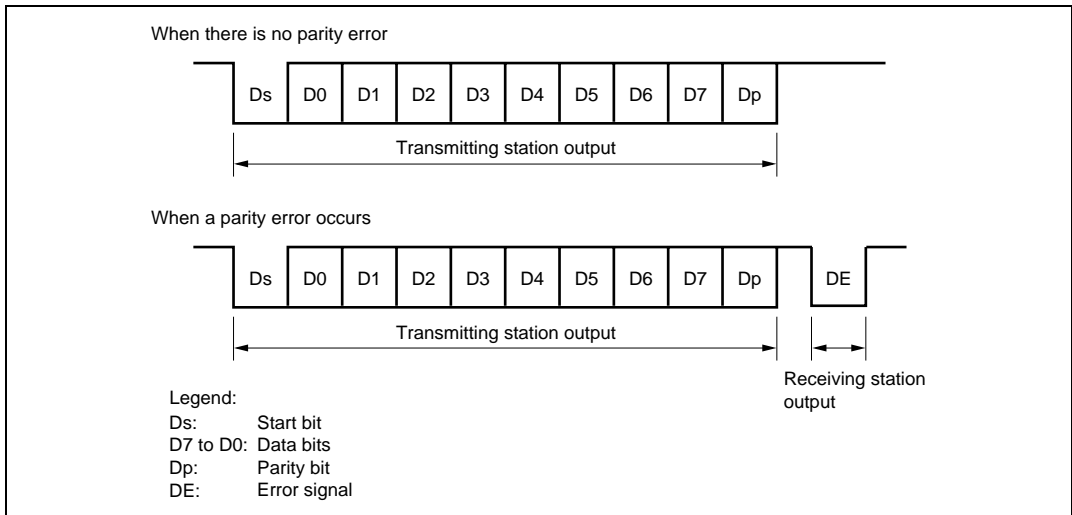 When there is no parity error
Ds D0 D1 D2 D3 D4 D5 D6 D7 Dp
Transmitting station output
When a parity error occurs
Ds D0 D1 D2 D3 D4 D5 D6 D7 Dp DE
Transmitting station output
Receiving station
output
Legend:
Ds: Start bit
D7 to D0: Data bits
Dp: Parity bit
DE: Error signal